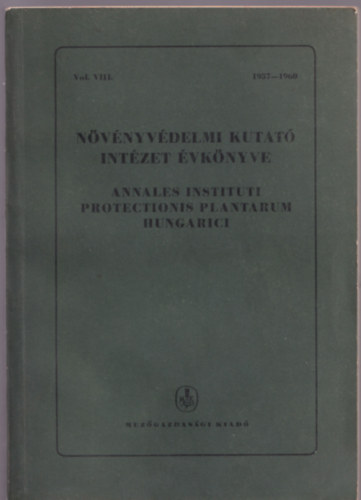 Vol. VIII.
1957—1960
NÖVÉNYVÉDELMI KUTATÓ
INTÉZET ÉVKÖNYVE
ANNALES INSTITUTI
PROTECTIONIS PLANTARUM
HUNGARICI
MEZŐGAZDASÁGI KIADÓ